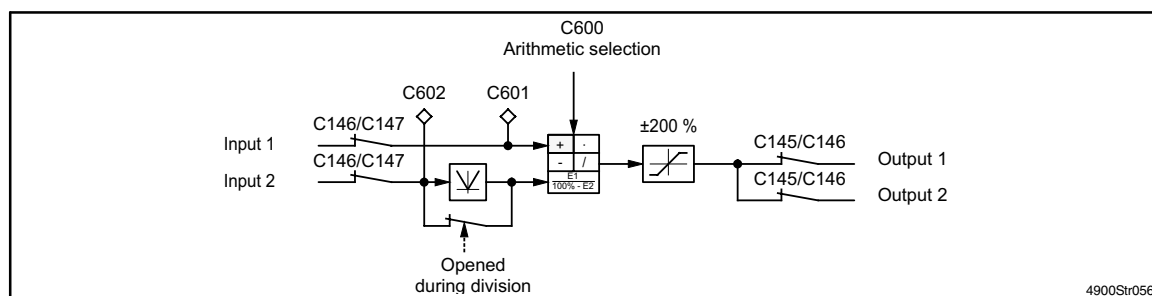 C600
Arithmetic selection
C602
C601
C146/C147
±200 %
C145/C146
Input 1
+ ·
Output 1
C146/C147
- /
C145/C146
Input 2
E1
100% - E2
Output 2
Opened
during division
4900Str056